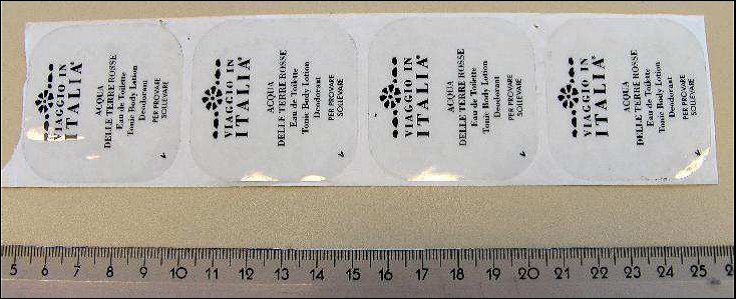 VIAGGIO IN
ITALIA®
ACQUA
DELLE TERRE ROSSE
Eau de Toilette
Tonic Body Lotion
Deodorant
PER PROVARE
SOLLEVARE
VIAGGIO IN
ITALIA®
ACQUA
DELLE TERRE ROSSE
Eau de Toilette
Tonic Body Lotion
Deodorant
PER PROVARE
SOLLEVARE
VIAGGIO IN
ITALIA®
ACQUA
DELLE TERRE ROSSE
Eau de Toilette
Tonic Body Lotion
Deodorant
PER PROVARE
SOLLEVARE
VIAGGIO IN
ITALIA®
ACQUA
DELLE TERRE ROSSE
Eau de Toilette
Tonic Body Lotion
Deodorant
PER PROVARE
SOLLEVARE
5 6 7 8 9 10 11 12 13 14 15 16 17 18 19 20 21 22 23 24 25